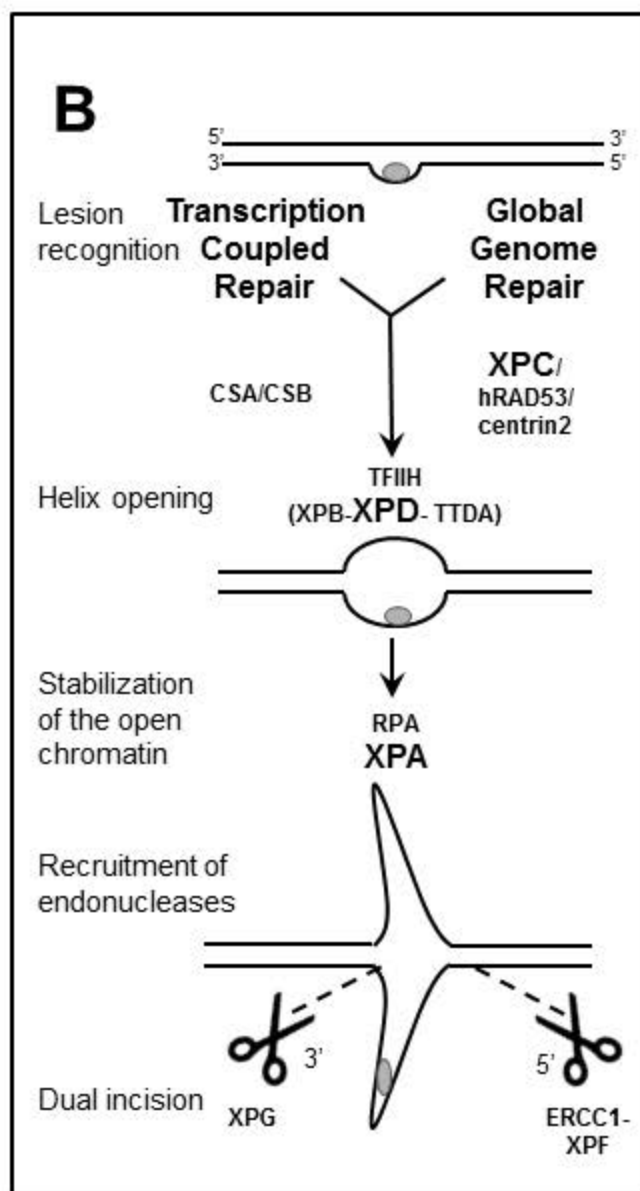 B
5' 3'
3' 5'
Lesion
recognition
Transcription
Coupled
Repair
Global
Genome
Repair
CSA/CSB
XPC/
hRAD53/
centrin2
Helix opening
TFIIH
(XPB-XPD- TTDA)
Stabilization
of the open
chromatin
RPA
XPA
Recruitment of
endonucleases
3' 5'
Dual incision
XPG
ERCC1-
XPF